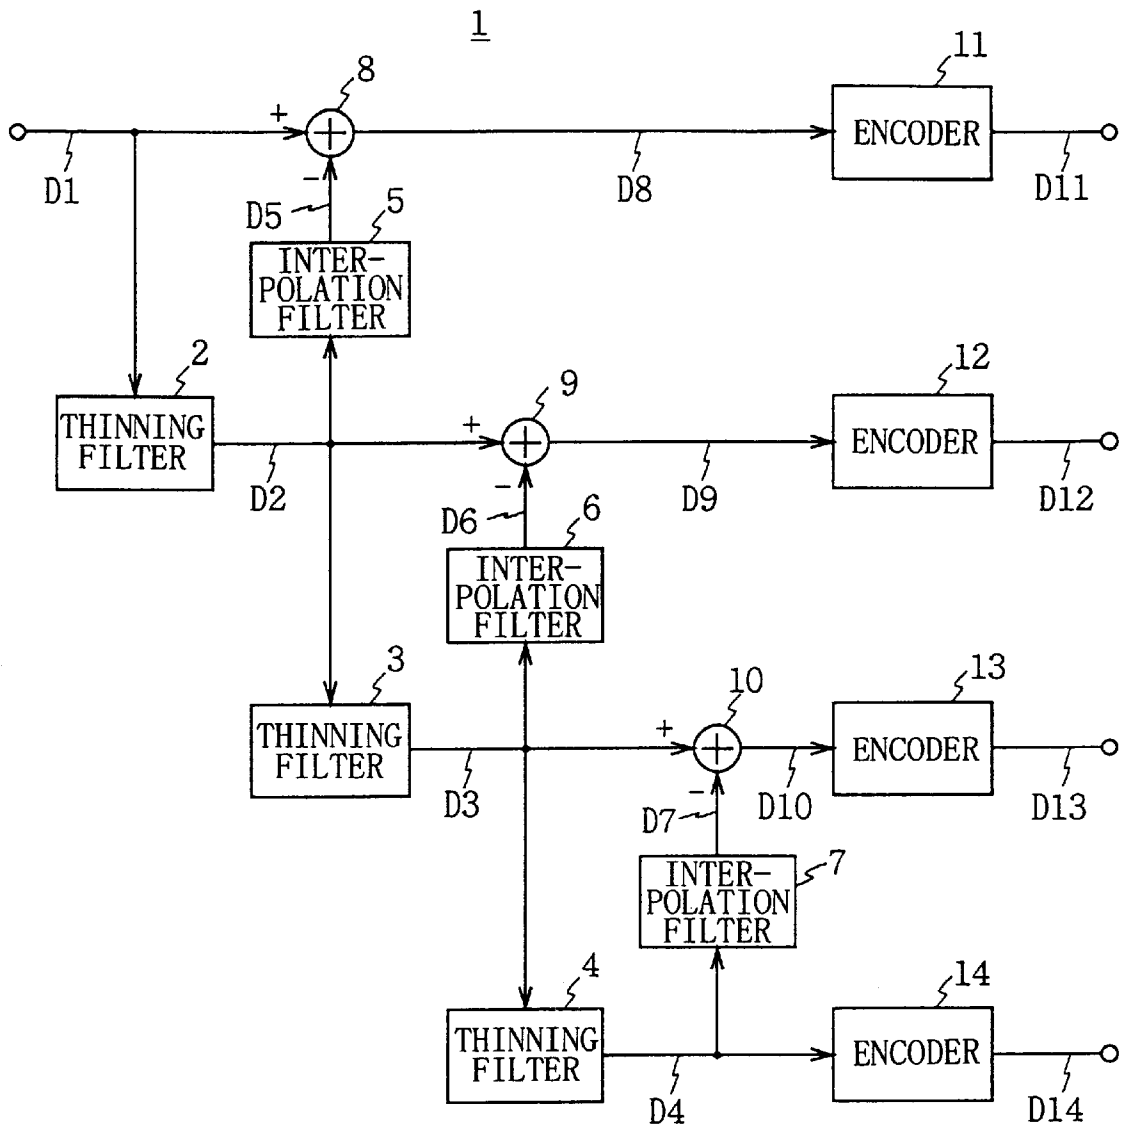 1
8
11
+
ENCODER
D1
−
D8
D11
D5
5
INTER-
POLATION
FILTER
2
9
12
THINNING
FILTER
+
ENCODER
D2
−
D9
D12
D6
6
INTER-
POLATION
FILTER
3
10
13
THINNING
FILTER
+
ENCODER
D3
−
D10
D13
D7
7
INTER-
POLATION
FILTER
4
14
THINNING
FILTER
ENCODER
D4
D14